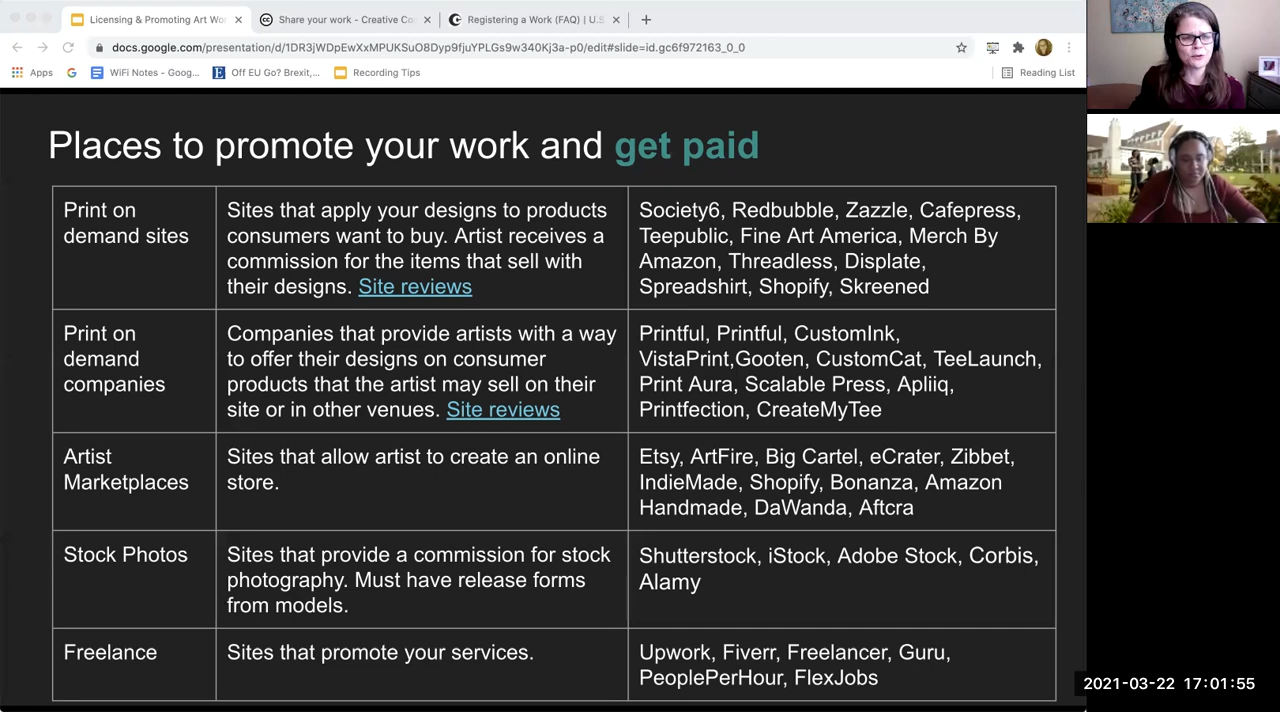 Licensing & Promoting Art Wo
Share your work - Creative Co
Registering a Work (FAQ) | U.S
docs.google.com/presentation/d/1DR3jWDpEwXxMPUKSuO8Dyp9fjuYPLGs9w340Kj3a-p0/edit#slide=id.gc6f972163_0_0
Apps
WiFi Notes - Goog...
Off EU Go? Brexit,...
Recording Tips
Reading List
Places to promote your work and get paid
Print on
demand sites
Sites that apply your designs to products
consumers want to buy. Artist receives a
commission for the items that sell with
their designs. Site reviews
Society6, Redbubble, Zazzle, Cafepress,
Teepublic, Fine Art America, Merch By
Amazon, Threadless, Displate,
Spreadshirt, Shopify, Skreened
Print on
demand
companies
Companies that provide artists with a way
to offer their designs on consumer
products that the artist may sell on their
site or in other venues. Site reviews
Printful, Printful, CustomInk,
VistaPrint,Gooten, CustomCat, TeeLaunch,
Print Aura, Scalable Press, Apliiq,
Printfection, CreateMyTee
Artist
Marketplaces
Sites that allow artist to create an online
store.
Etsy, ArtFire, Big Cartel, eCrater, Zibbet,
IndieMade, Shopify, Bonanza, Amazon
Handmade, DaWanda, Aftcra
Stock Photos
Sites that provide a commission for stock
photography. Must have release forms
from models.
Shutterstock, iStock, Adobe Stock, Corbis,
Alamy
Freelance
Sites that promote your services.
Upwork, Fiverr, Freelancer, Guru,
PeoplePerHour, FlexJobs
2021-03-22 17:01:55